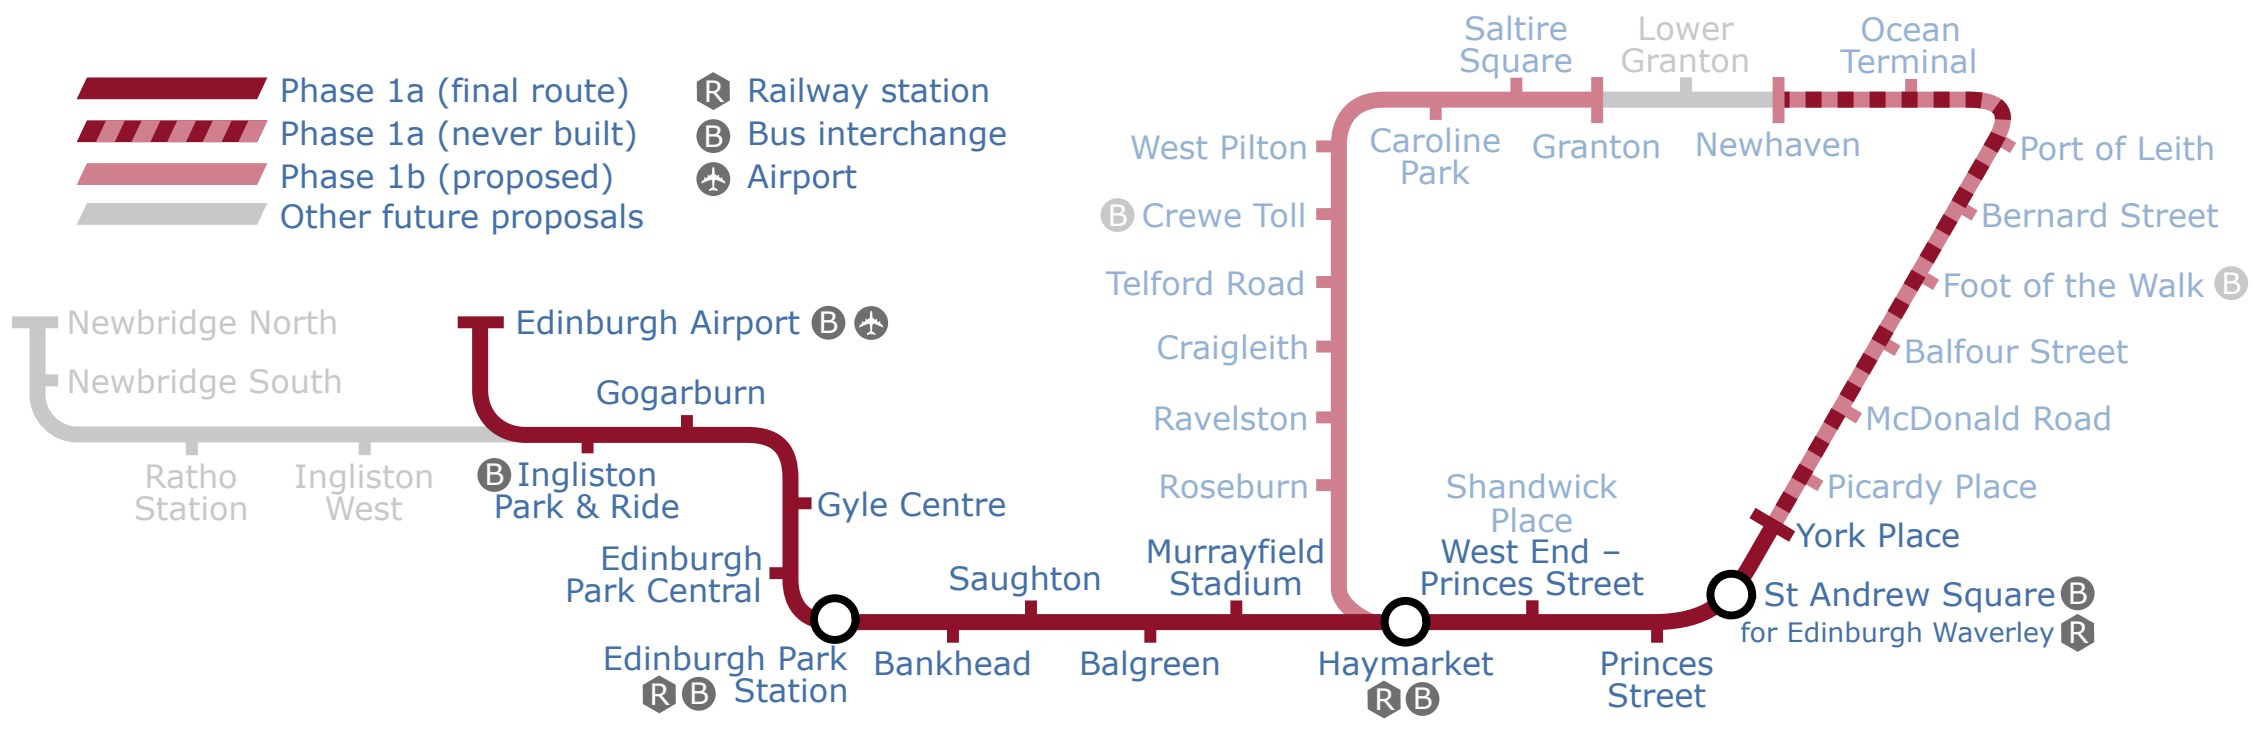 Phase 1a (final route)
Phase 1a (never built)
Phase 1b (proposed)
Other future proposals
R Railway station
B Bus interchange
Airport
Newbridge North
Newbridge South
Ratho
Station
Ingliston
West
Edinburgh Airport B
B Ingliston
Park & Ride
Gogarburn
Gyle Centre
Edinburgh
Park Central
Edinburgh Park
R B Station
Bankhead
Saughton
Balgreen
Murrayfield
Stadium
Haymarket
R B
Shandwick
Place
West End –
Princes Street
Princes
Street
St Andrew Square B
for Edinburgh Waverley R
York Place
Picardy Place
McDonald Road
Balfour Street
Foot of the Walk B
Bernard Street
Port of Leith
Ocean
Terminal
Newhaven
Lower
Granton
Granton
Saltire
Square
Caroline
Park
West Pilton
B Crewe Toll
Telford Road
Craigleith
Ravelston
Roseburn